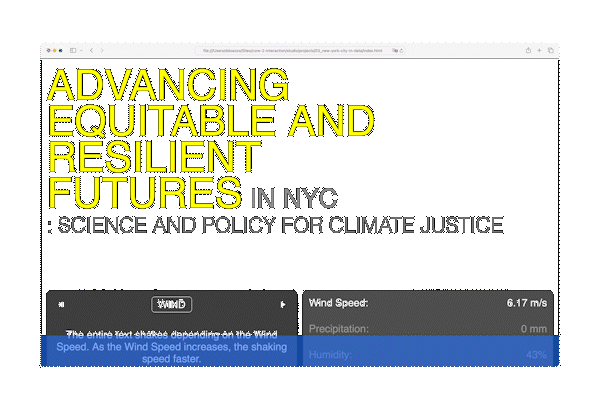 ADVANCING
EQUITABLE AND
RESILIENT
FUTURES IN NYC
: SCIENCE AND POLICY FOR CLIMATE JUSTICE
WIND
The entire text shakes depending on the Wind
Speed. As the Wind Speed increases, the shaking
speed faster.
Wind Speed: 6.17 m/s
Precipitation: 0 mm
Humidity: 43%